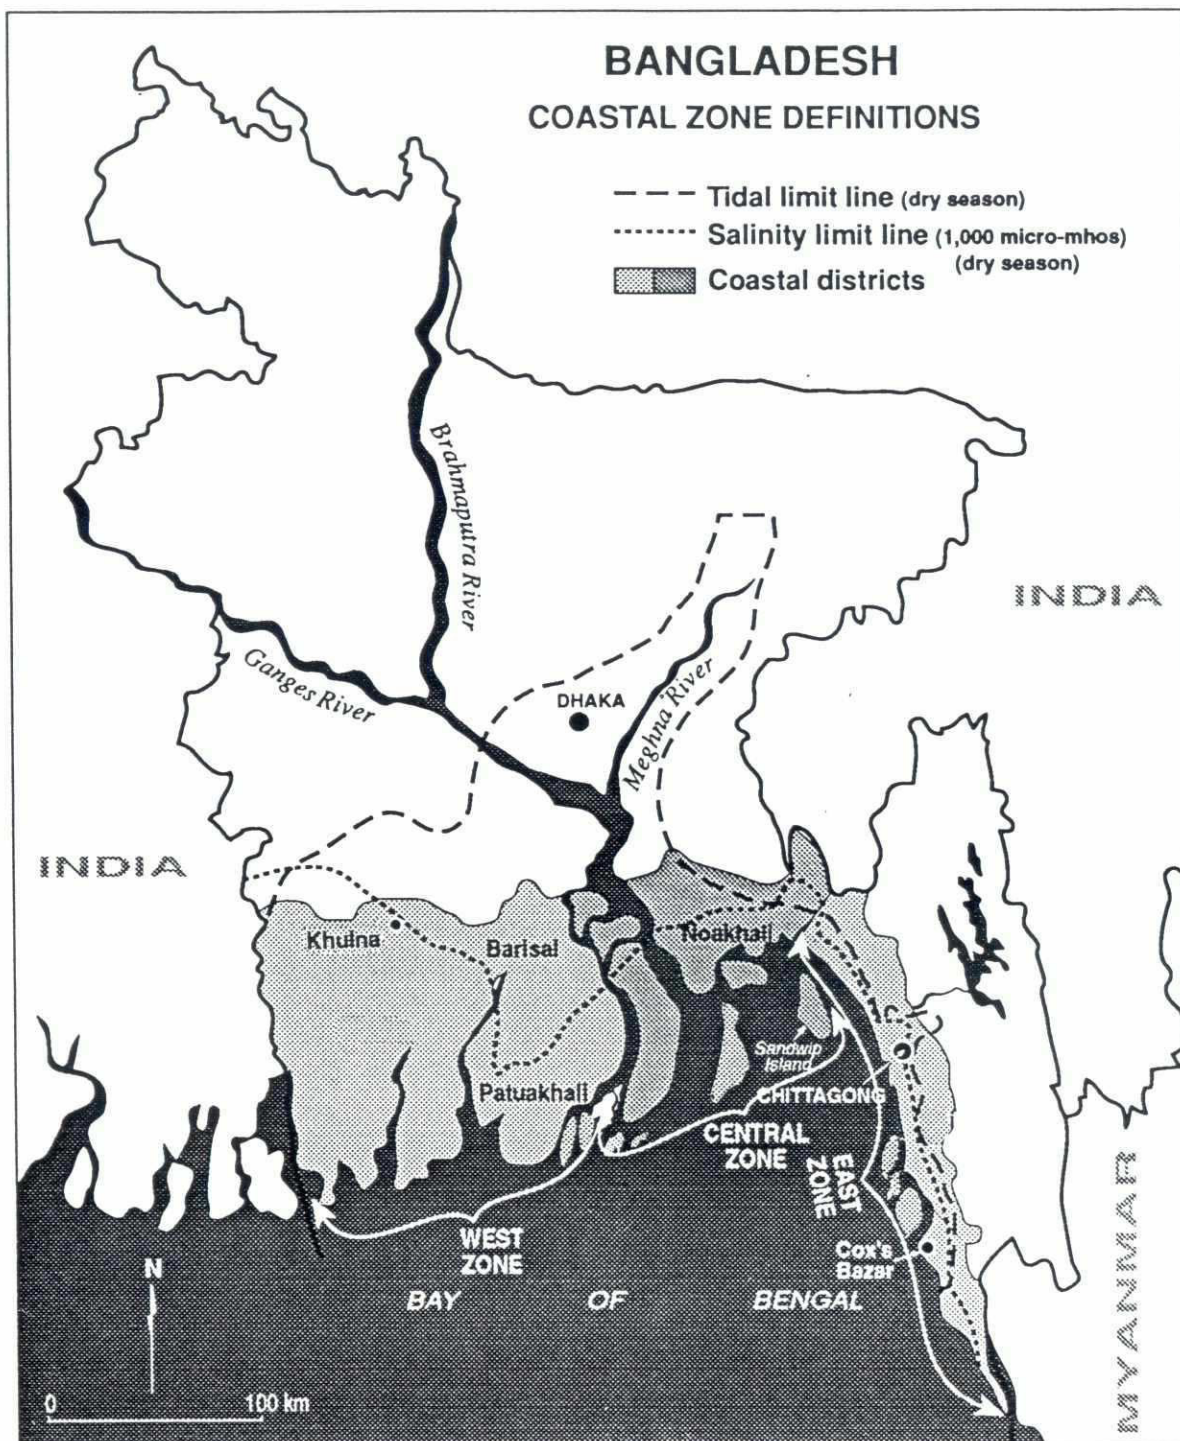 BANGLADESH
COASTAL ZONE DEFINITIONS
Tidal limit line (dry season)
Salinity limit line (1,000 micro-mhos)
(dry season)
Coastal districts
Brahmaputra River
INDIA
Ganges River
DHAKA
Meghna River
INDIA
Khulna
Barisal
Noakhali
Sandwip
Island
Patuakhali
CHITTAGONG
CENTRAL
ZONE
EAST
ZONE
WEST
ZONE
Cox's
Bazar
MYANMAR
N
BAY OF BENGAL
0 100 km